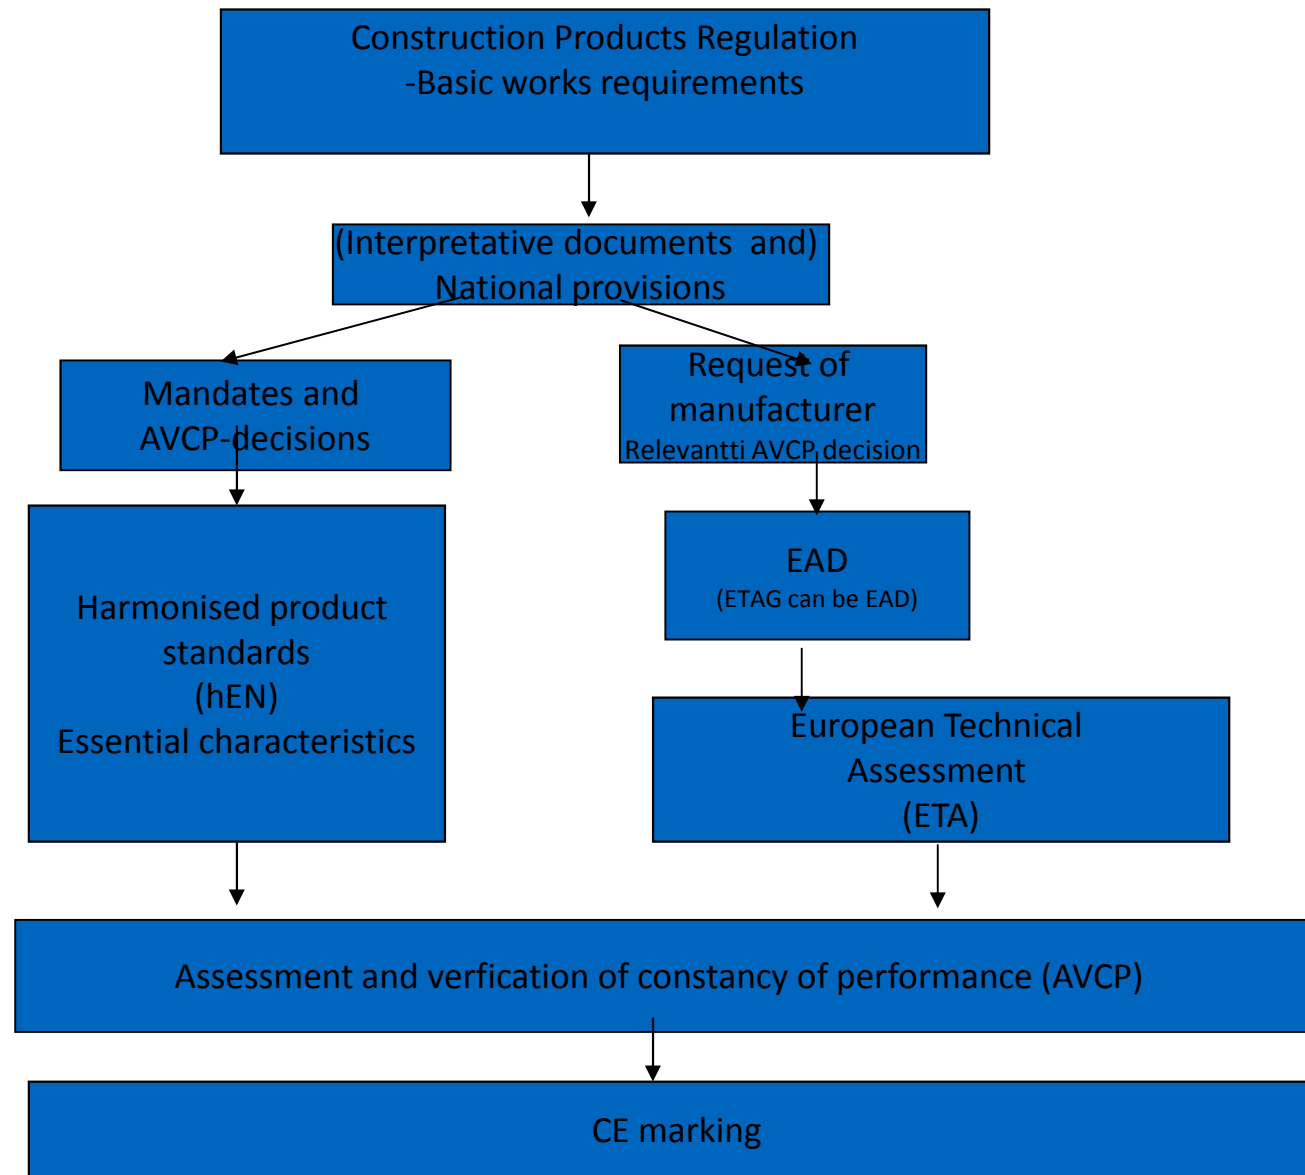 Construction Products Regulation
-Basic works requirements
(Interpretative documents and)
National provisions
Mandates and
AVCP-decisions
Request of
manufacturer
Relevantti AVCP decision
Harmonised product
standards
(hEN)
Essential characteristics
EAD
(ETAG can be EAD)
European Technical
Assessment
(ETA)
Assessment and verfication of constancy of performance (AVCP)
CE marking